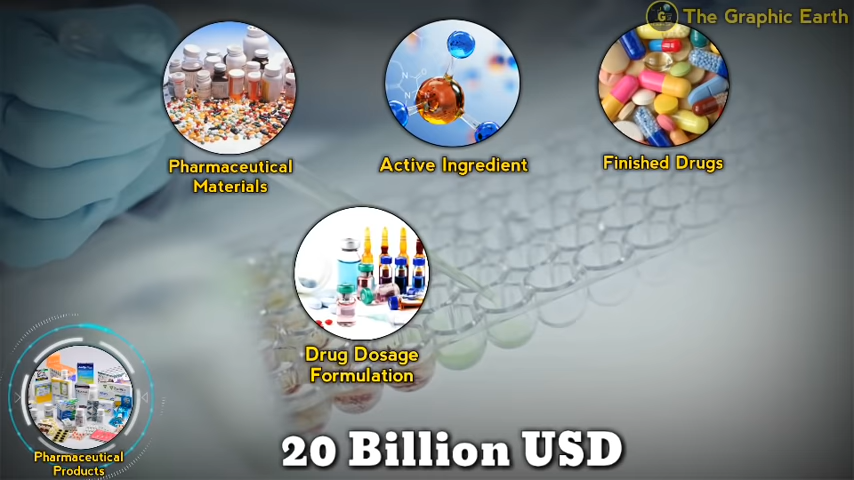 The Graphic Earth
Pharmaceutical
Materials
Active Ingredient
Finished Drugs
Drug Dosage
Formulation
Pharmaceutical
Products
20 Billion USD